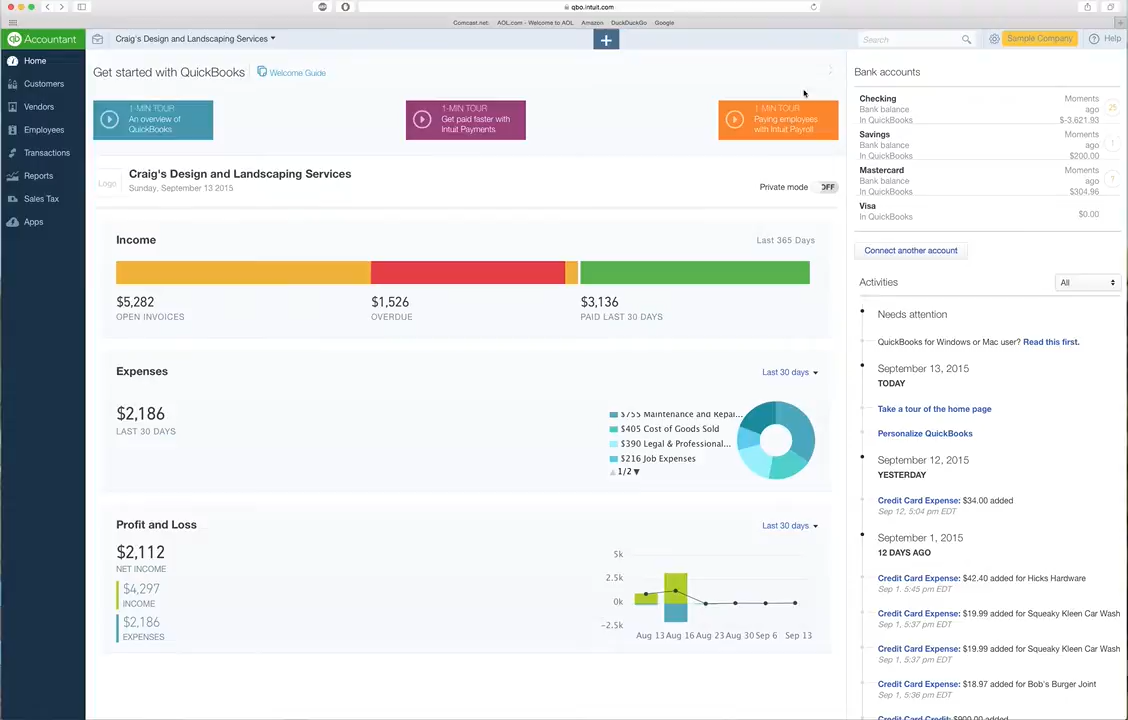 qbo.intuit.com
Comcast.net: AOL.com - Welcome to AOL Amazon DuckDuckGo Google
qb Accountant
Craig's Design and Landscaping Services
+
Search
Sample Company
? Help
Home
Customers
Vendors
Employees
Transactions
Reports
Sales Tax
Apps
Get started with QuickBooks
Welcome Guide
1-MIN TOUR
An overview of
QuickBooks
1-MIN TOUR
Get paid faster with
Intuit Payments
1-MIN TOUR
Paying employees
with Intuit Payroll
Logo
Craig's Design and Landscaping Services
Sunday, September 13 2015
Private mode OFF
Income
Last 365 Days
$5,282
OPEN INVOICES
$1,526
OVERDUE
$3,136
PAID LAST 30 DAYS
Expenses
Last 30 days
$2,186
LAST 30 DAYS
$755 Maintenance and Repa...
$405 Cost of Goods Sold
$390 Legal & Professional...
$216 Job Expenses
1/2
Profit and Loss
Last 30 days
$2,112
NET INCOME
$4,297
INCOME
$2,186
EXPENSES
5k
2.5k
0k
-2.5k
Aug 13 Aug 16 Aug 23 Aug 30 Sep 6 Sep 13
Bank accounts
Checking
Bank balance
In QuickBooks
Moments
ago
$-3,621.93
25
Savings
Bank balance
In QuickBooks
Moments
ago
$200.00
1
Mastercard
Bank balance
In QuickBooks
Moments
ago
$304.96
7
Visa
In QuickBooks
$0.00
Connect another account
Activities
All
Needs attention
QuickBooks for Windows or Mac user? Read this first.
September 13, 2015
TODAY
Take a tour of the home page
Personalize QuickBooks
September 12, 2015
YESTERDAY
Credit Card Expense: $34.00 added
Sep 12, 5:04 pm EDT
September 1, 2015
12 DAYS AGO
Credit Card Expense: $42.40 added for Hicks Hardware
Sep 1, 5:45 pm EDT
Credit Card Expense: $19.99 added for Squeaky Kleen Car Wash
Sep 1, 5:37 pm EDT
Credit Card Expense: $19.99 added for Squeaky Kleen Car Wash
Sep 1, 5:37 pm EDT
Credit Card Expense: $18.97 added for Bob's Burger Joint
Sep 1, 5:36 pm EDT
Credit Card Credit: $900.00 added